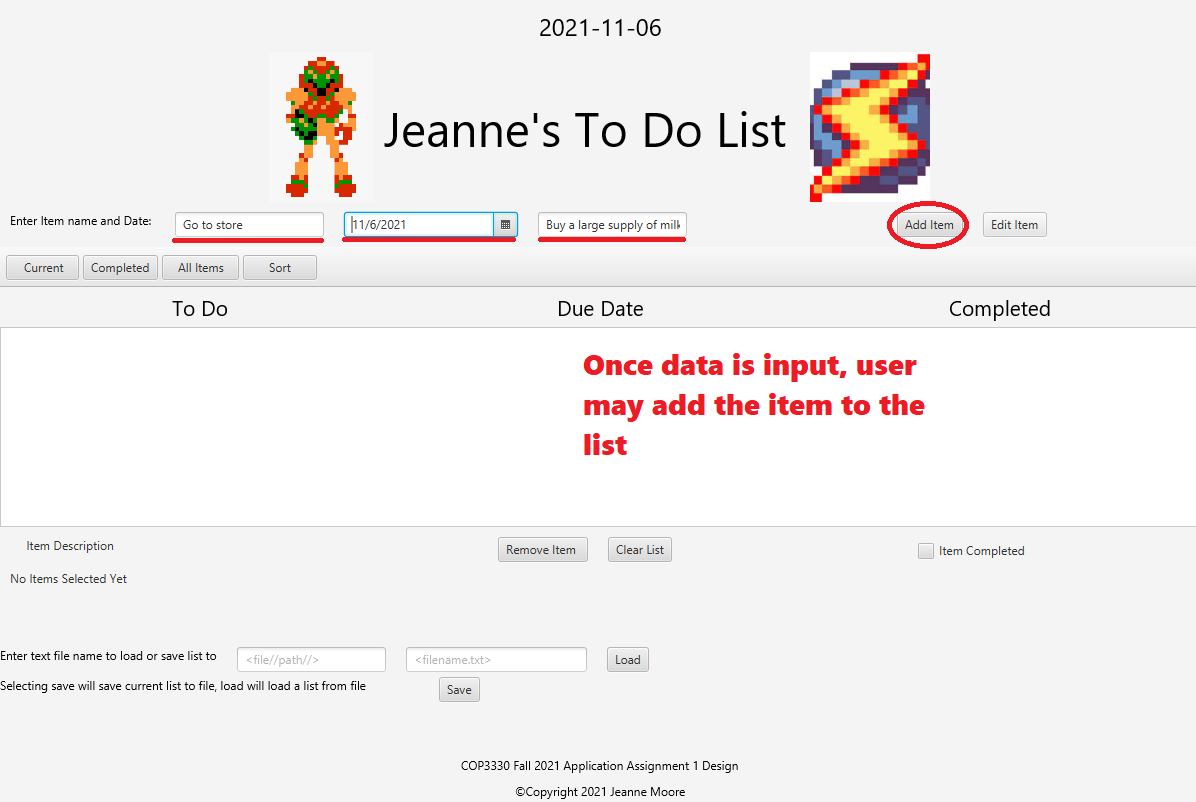 2021-11-06
Jeanne's To Do List
Enter Item name and Date: Go to store 11/6/2021 Buy a large supply of milk Add Item Edit Item
Current Completed All Items Sort
To Do Due Date Completed
Once data is input, user
may add the item to the
list
Item Description Remove Item Clear List Item Completed
No Items Selected Yet
Enter text file name to load or save list to <file//path//> <filename.txt> Load
Selecting save will save current list to file, load will load a list from file Save
COP3330 Fall 2021 Application Assignment 1 Design
©Copyright 2021 Jeanne Moore